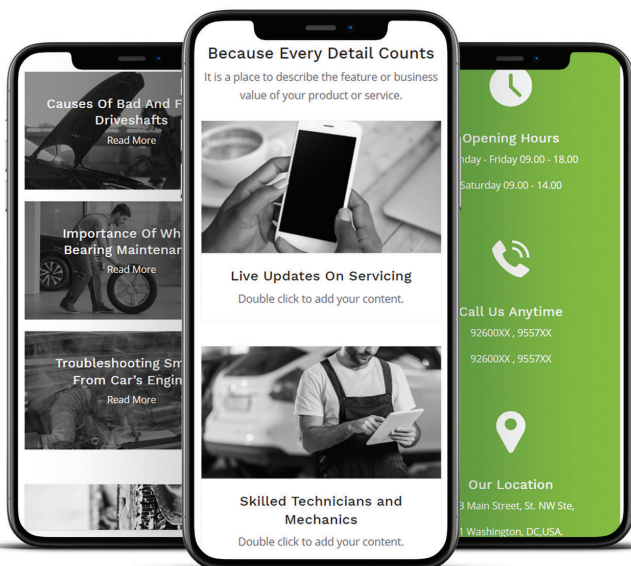 Causes Of Bad And F
Driveshafts
Read More
Importance Of Wh
Bearing Maintenan
Read More
Troubleshooting Sm
From Car's Engin
Read More
Because Every Detail Counts
It is a place to describe the feature or business
value of your product or service.
Live Updates On Servicing
Double click to add your content.
Skilled Technicians and
Mechanics
Double click to add your content.
Opening Hours
nday - Friday 09.00 - 18.00
Saturday 09.00 - 14.00
Call Us Anytime
92600XX , 9557XX
92600XX , 9557XX
Our Location
3 Main Street, St. NW Ste,
1 Washington, DC,USA.